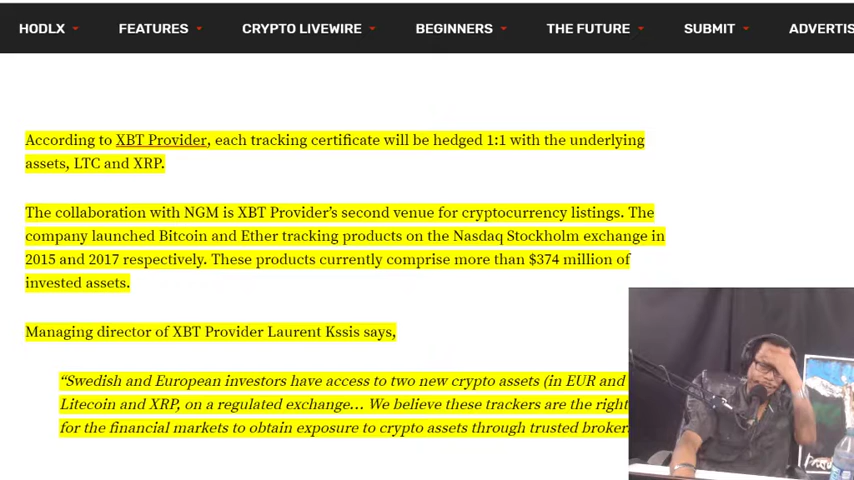 HODLX FEATURES CRYPTO LIVEWIRE BEGINNERS THE FUTURE SUBMIT ADVERTIS
According to XBT Provider, each tracking certificate will be hedged 1:1 with the underlying
assets, LTC and XRP.
The collaboration with NGM is XBT Provider’s second venue for cryptocurrency listings. The
company launched Bitcoin and Ether tracking products on the Nasdaq Stockholm exchange in
2015 and 2017 respectively. These products currently comprise more than $374 million of
invested assets.
Managing director of XBT Provider Laurent Kssis says,
“Swedish and European investors have access to two new crypto assets (in EUR and
Litecoin and XRP, on a regulated exchange… We believe these trackers are the right
for the financial markets to obtain exposure to crypto assets through trusted broker